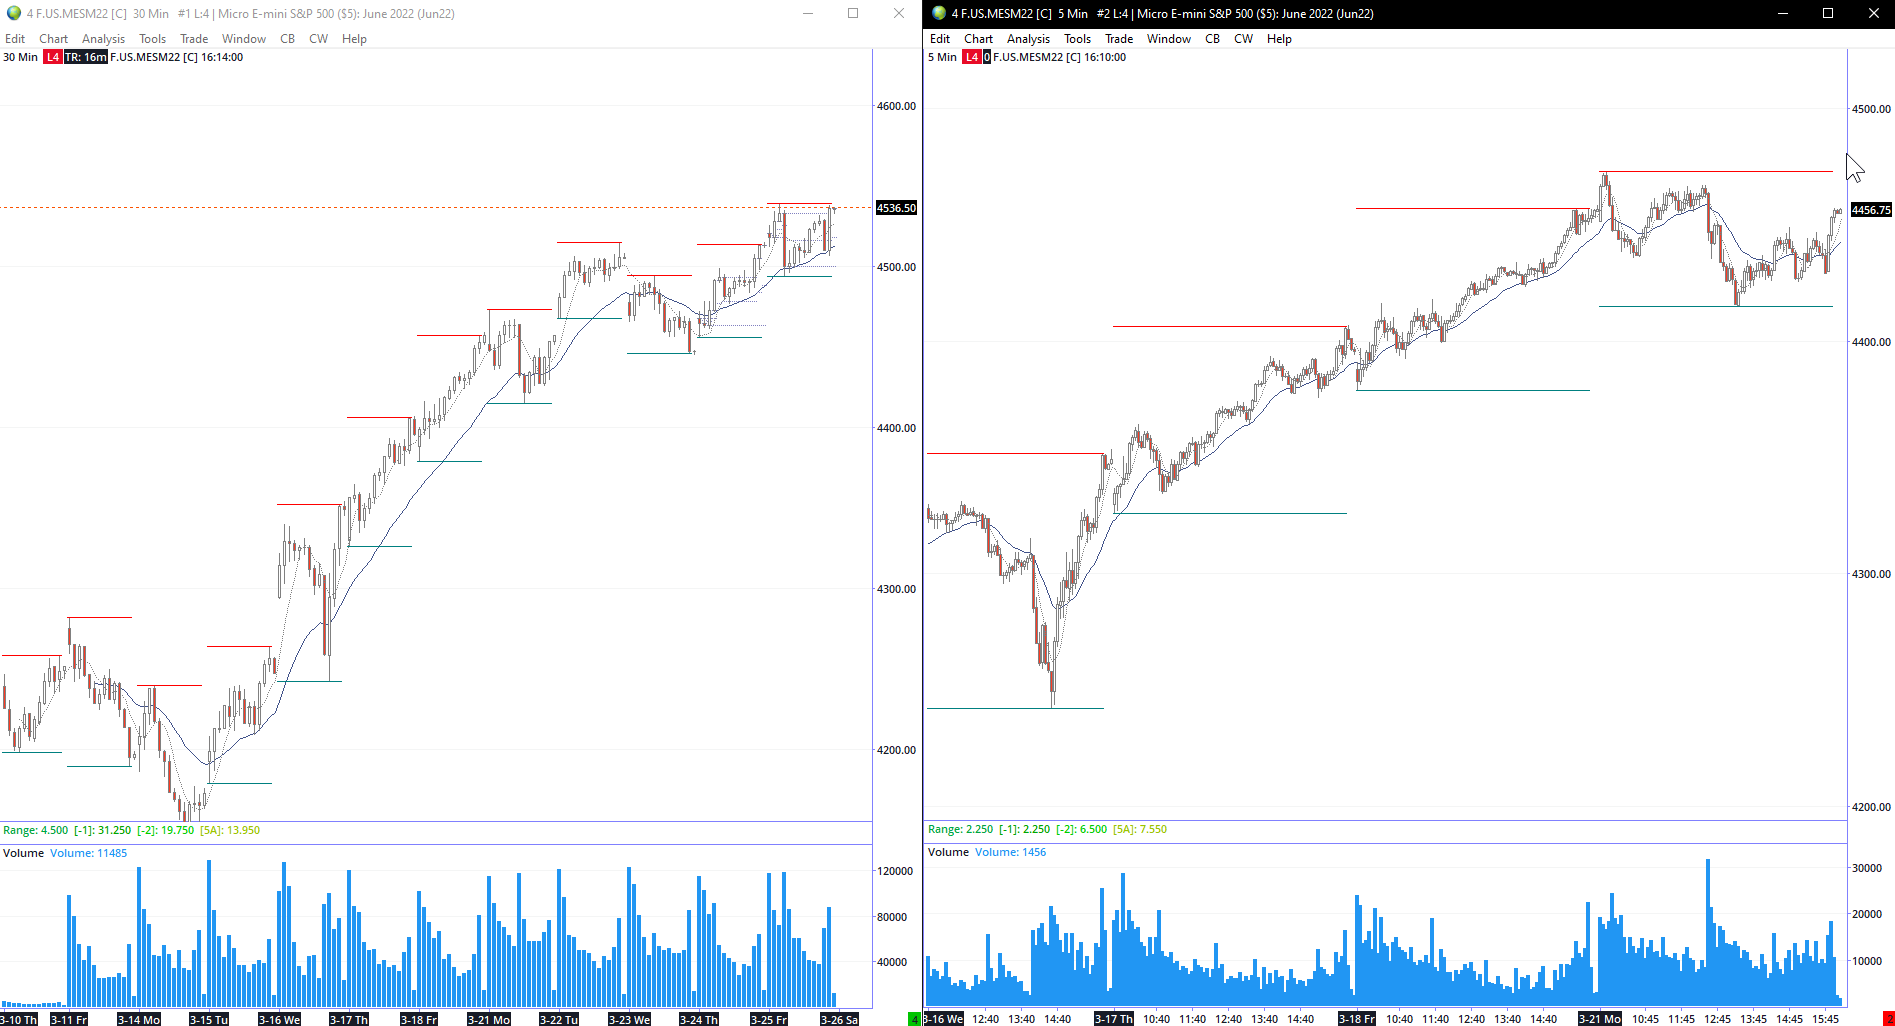 4 F.US.MESM22 [C] 30 Min #1 L:4 | Micro E-mini S&P 500 ($5): June 2022 (Jun22)
Edit Chart Analysis Tools Trade Window CB CW Help
30 Min L4 TR: 16m F.US.MESM22 [C] 16:14:00
4600.00
4536.50
4500.00
4400.00
4300.00
4200.00
Range: 4.500 [-1]: 31.250 [-2]: 19.750 [5A]: 13.950
Volume Volume: 11485
120000
80000
40000
3-10 Th 3-11 Fr 3-14 Mo 3-15 Tu 3-16 We 3-17 Th 3-18 Fr 3-21 Mo 3-22 Tu 3-23 We 3-24 Th 3-25 Fr 3-26 Sa 4
4 F.US.MESM22 [C] 5 Min #2 L:4 | Micro E-mini S&P 500 ($5): June 2022 (Jun22)
Edit Chart Analysis Tools Trade Window CB CW Help
5 Min L4 0 F.US.MESM22 [C] 16:10:00
4500.00
4456.75
4400.00
4300.00
4200.00
Range: 2.250 [-1]: 2.250 [-2]: 6.500 [5A]: 7.550
Volume Volume: 1456
30000
20000
10000
3-16 We 12:40 13:40 14:40 3-17 Th 10:40 11:40 12:40 13:40 14:40 3-18 Fr 10:40 11:40 12:40 13:40 14:40 3-21 Mo 10:45 11:45 12:45 13:45 14:45 15:45